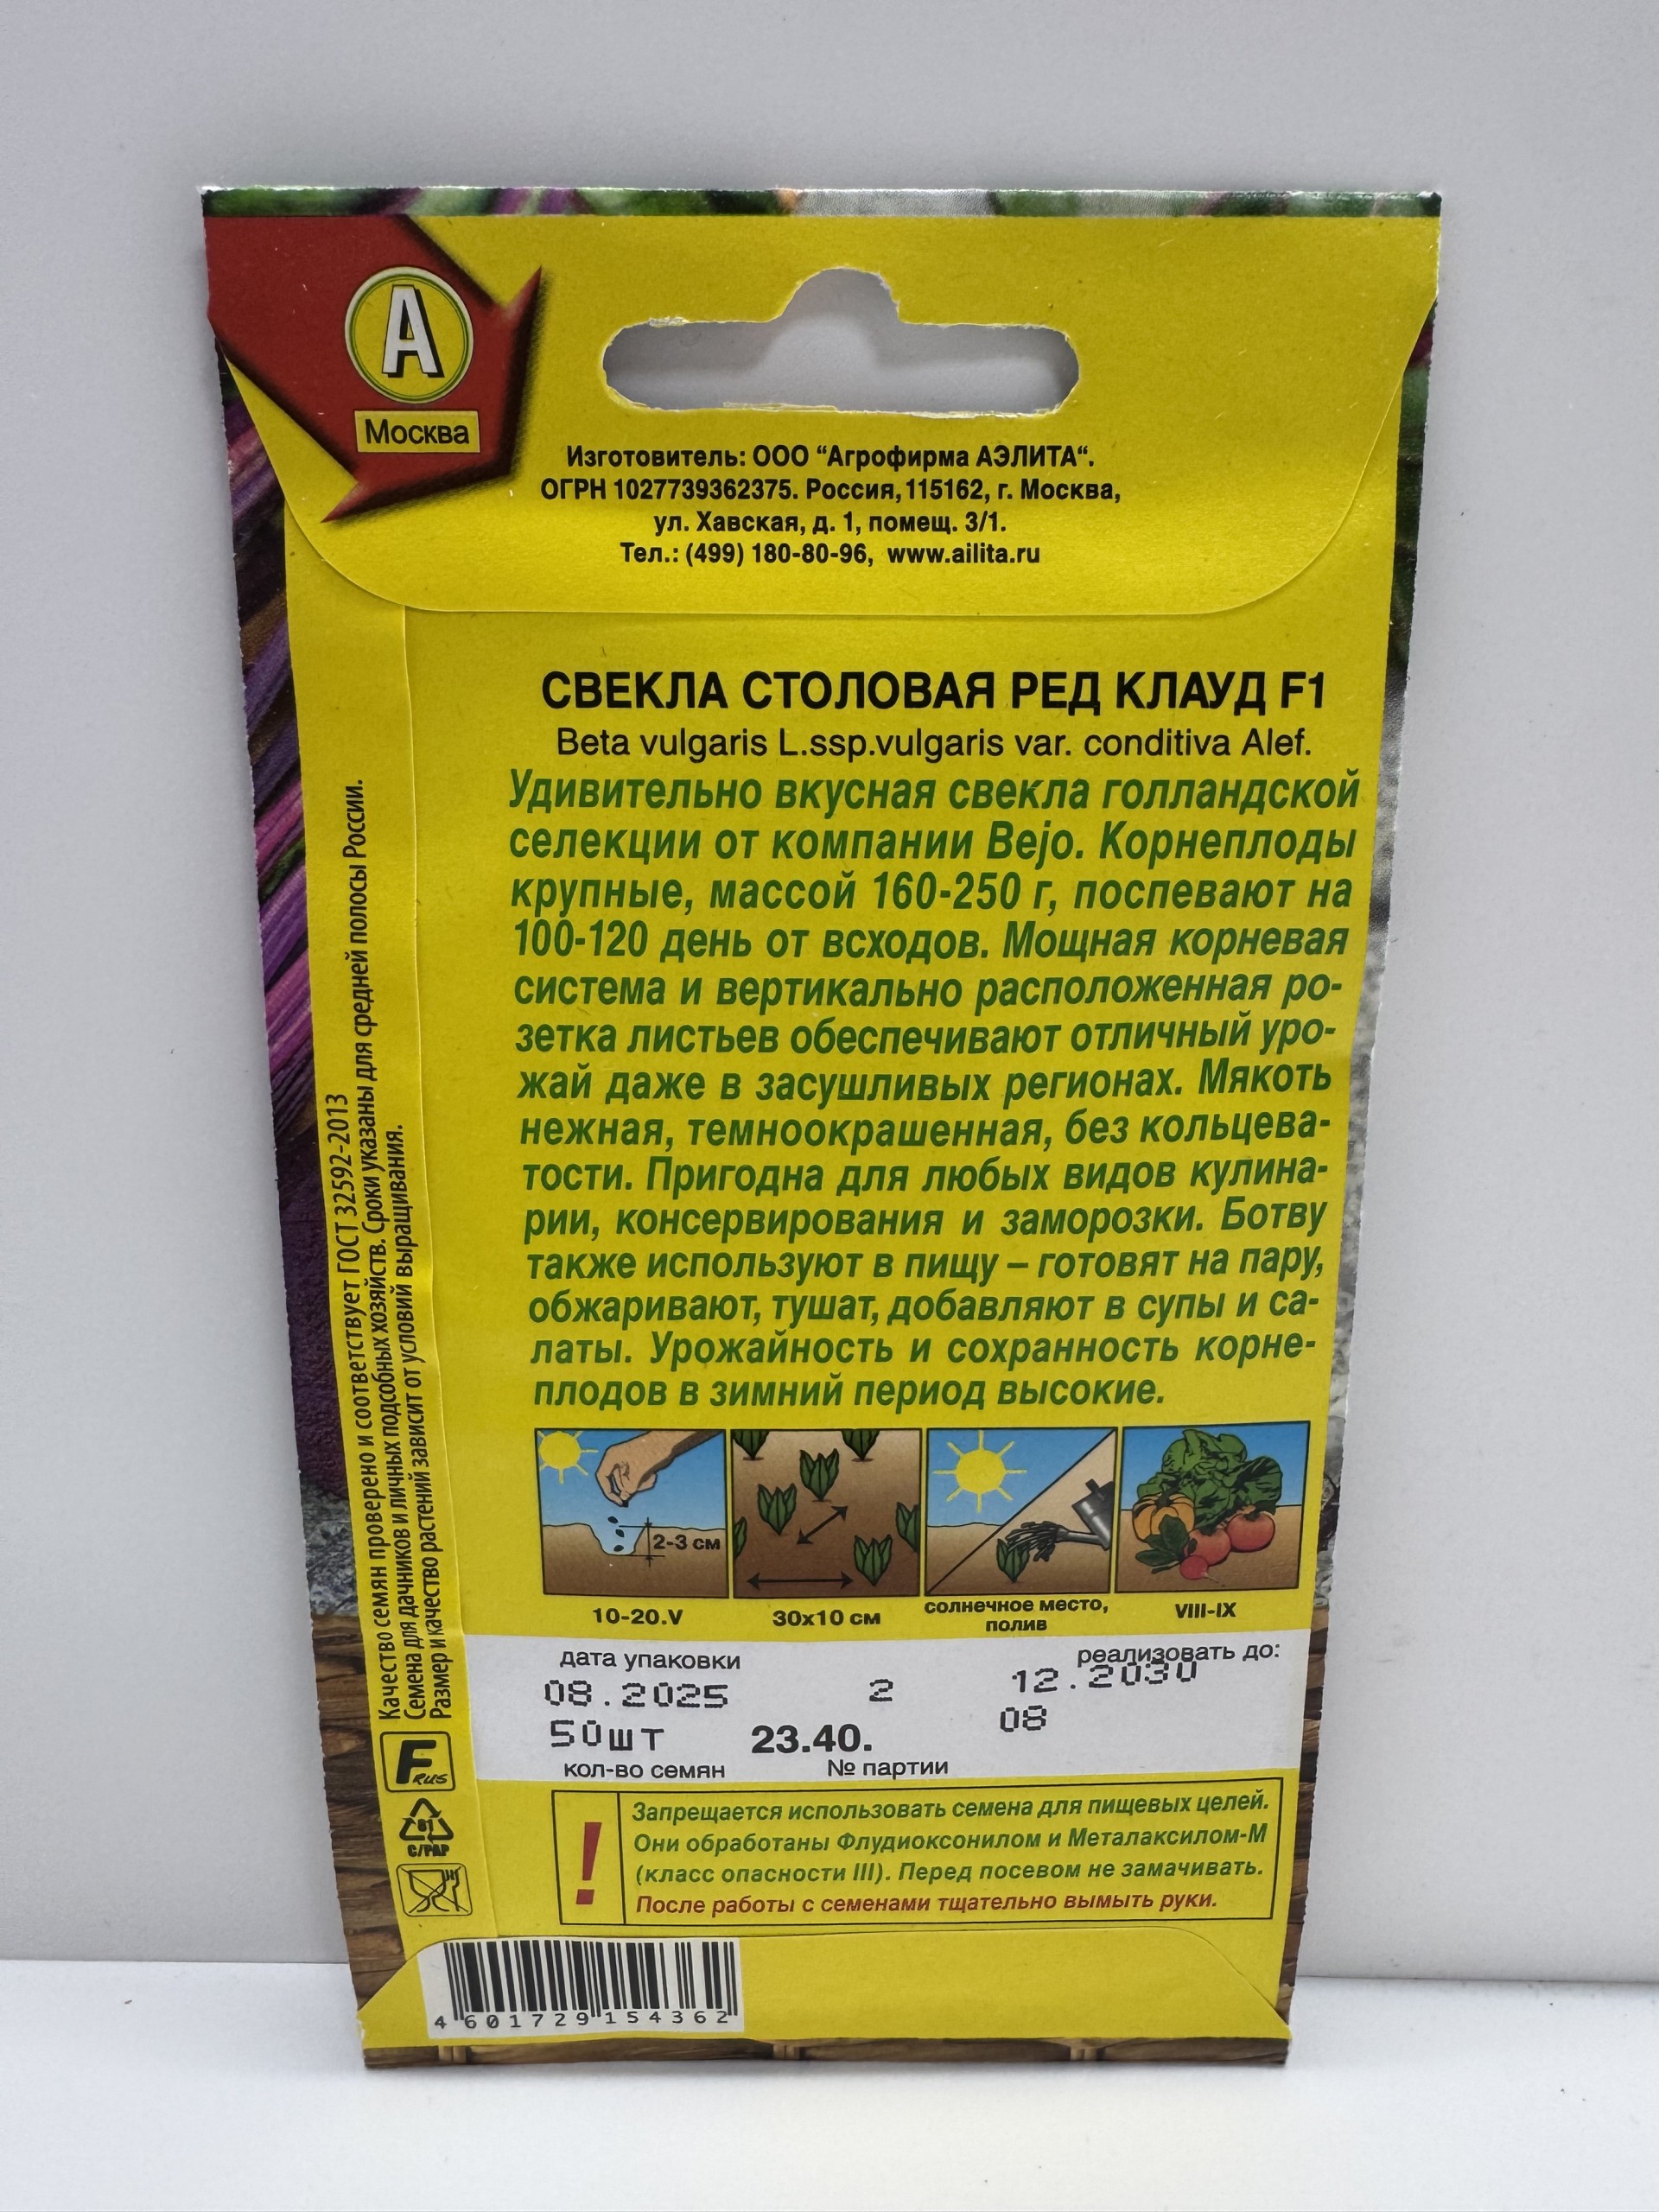 А
Москва
Изготовитель: ООО “Агрофирма АЭЛИТА“.
ОГРН 1027739362375. Россия, 115162, г. Москва,
ул. Хавская, д. 1, помещ. 3/1.
Тел.: (499) 180-80-96, www.ailita.ru
СВЕКЛА СТОЛОВАЯ РЕД КЛАУД F1
Beta vulgaris L.ssp.vulgaris var. conditiva Alef.
Удивительно вкусная свекла голландской
селекции от компании Bejo. Корнеплоды
крупные, массой 160-250 г, поспевают на
100-120 день от всходов. Мощная корневая
система и вертикально расположенная ро-
зетка листьев обеспечивают отличный уро-
жай даже в засушливых регионах. Мякоть
нежная, темноокрашенная, без кольцева-
тости. Пригодна для любых видов кулина-
рии, консервирования и заморозки. Ботву
также используют в пищу – готовят на пару,
обжаривают, тушат, добавляют в супы и са-
латы. Урожайность и сохранность корне-
плодов в зимний период высокие.
2-3 см
10-20.V
30х10 см
солнечное место,
полив
VIII-IX
дата упаковки
реализовать до:
08.2025 2 12.2030
50шт 23.40. 08
кол-во семян № партии
!
Запрещается использовать семена для пищевых целей.
Они обработаны Флудиоксонилом и Металаксилом-М
(класс опасности III). Перед посевом не замачивать.
После работы с семенами тщательно вымыть руки.
Качество семян проверено и соответствует ГОСТ 32592-2013
Семена для дачников и личных подсобных хозяйств. Сроки указаны для средней полосы России.
Размер и качество растений зависит от условий выращивания.
F RUS
81
C/PAP
4 601729 154362